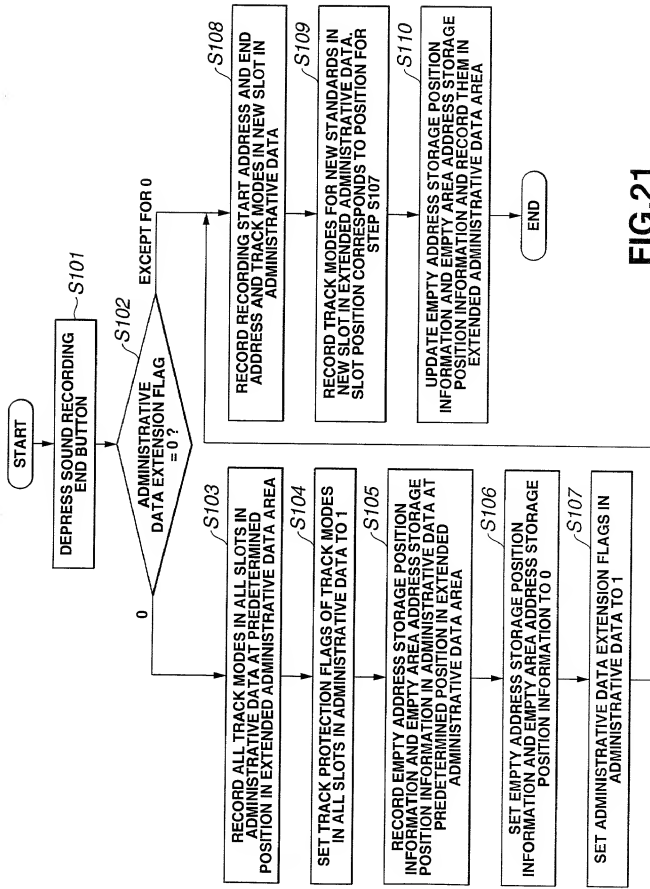 START
DEPRESS SOUND RECORDING
END BUTTON
S101
ADMINISTRATIVE
DATA EXTENSION FLAG
= 0 ?
S102
0
EXCEPT FOR 0
RECORD ALL TRACK MODES IN ALL SLOTS IN
ADMINISTRATIVE DATA AT PREDETERMINED
POSITION IN EXTENDED ADMINISTRATIVE DATA AREA
S103
SET TRACK PROTECTION FLAGS OF TRACK MODES
IN ALL SLOTS IN ADMINISTRATIVE DATA TO 1
S104
RECORD EMPTY ADDRESS STORAGE POSITION
INFORMATION AND EMPTY AREA ADDRESS STORAGE
POSITION INFORMATION IN ADMINISTRATIVE DATA AT
PREDETERMINED POSITION IN EXTENDED
ADMINISTRATIVE DATA AREA
S105
SET EMPTY ADDRESS STORAGE POSITION
INFORMATION AND EMPTY AREA ADDRESS STORAGE
POSITION INFORMATION TO 0
S106
SET ADMINISTRATIVE DATA EXTENSION FLAGS IN
ADMINISTRATIVE DATA TO 1
S107
RECORD RECORDING START ADDRESS AND END
ADDRESS AND TRACK MODES IN NEW SLOT IN
ADMINISTRATIVE DATA
S108
RECORD TRACK MODES FOR NEW STANDARDS IN
NEW SLOT IN EXTENDED ADMINISTRATIVE DATA.
SLOT POSITION CORRESPONDS TO POSITION FOR
STEP S107
S109
UPDATE EMPTY ADDRESS STORAGE POSITION
INFORMATION AND EMPTY AREA ADDRESS STORAGE
POSITION INFORMATION AND RECORD THEM IN
EXTENDED ADMINISTRATIVE DATA AREA
S110
END
FIG.21